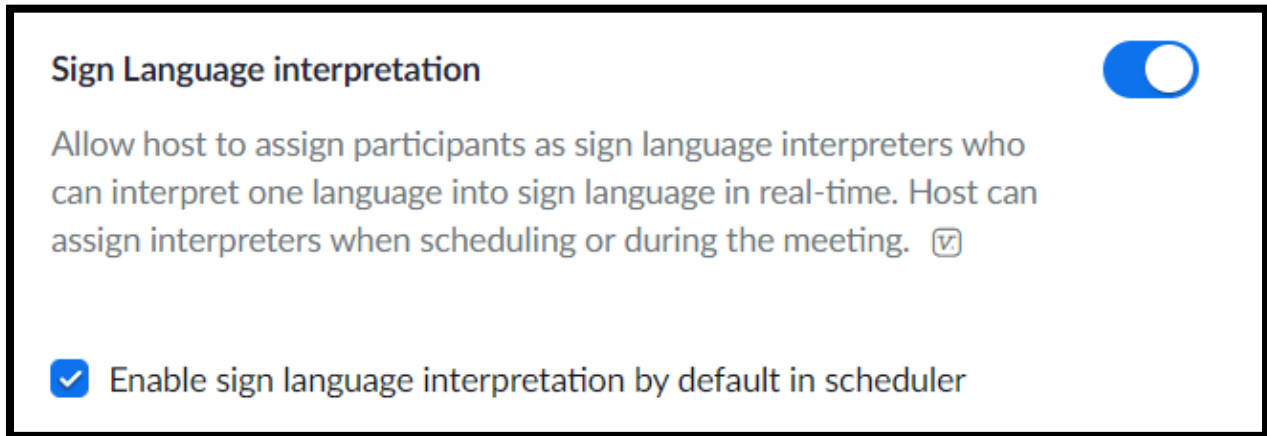 Sign Language interpretation
Allow host to assign participants as sign language interpreters who
can interpret one language into sign language in real-time. Host can
assign interpreters when scheduling or during the meeting. v
Enable sign language interpretation by default in scheduler